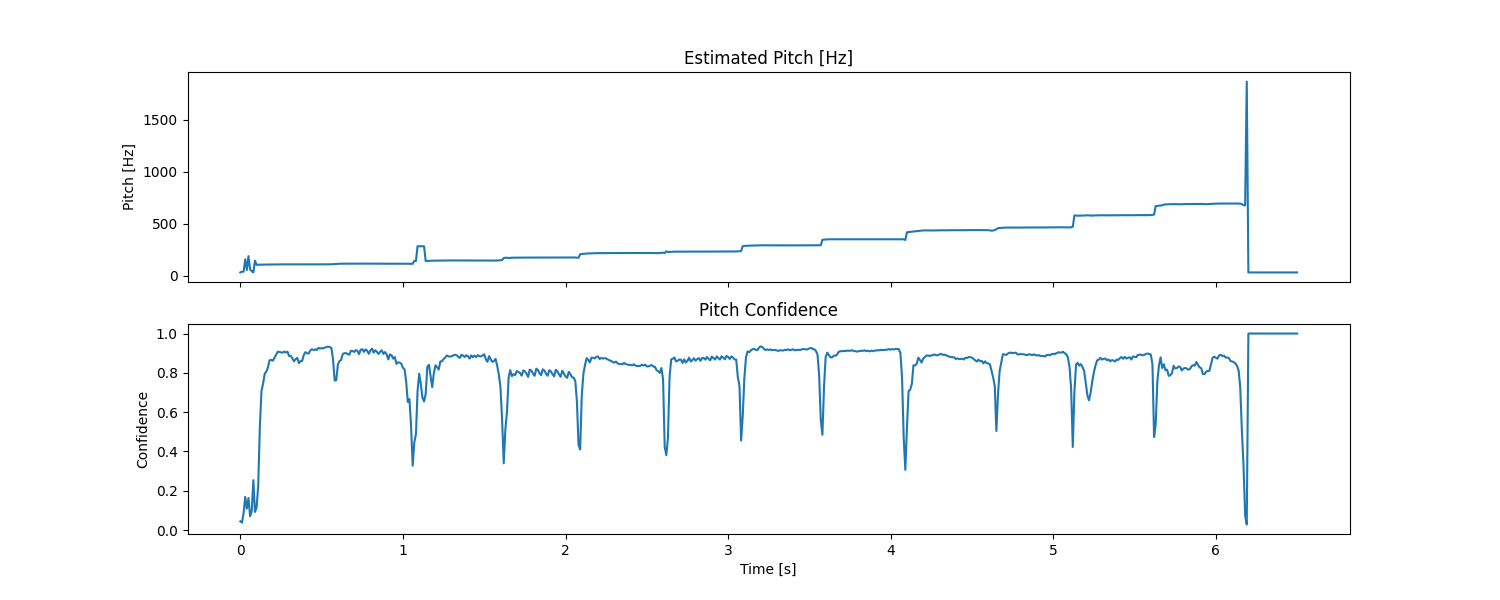 Estimated Pitch [Hz]
Pitch [Hz]
1500
1000
500
0
Pitch Confidence
Confidence
1.0
0.8
0.6
0.4
0.2
0.0
0 1 2 3 4 5 6
Time [s]